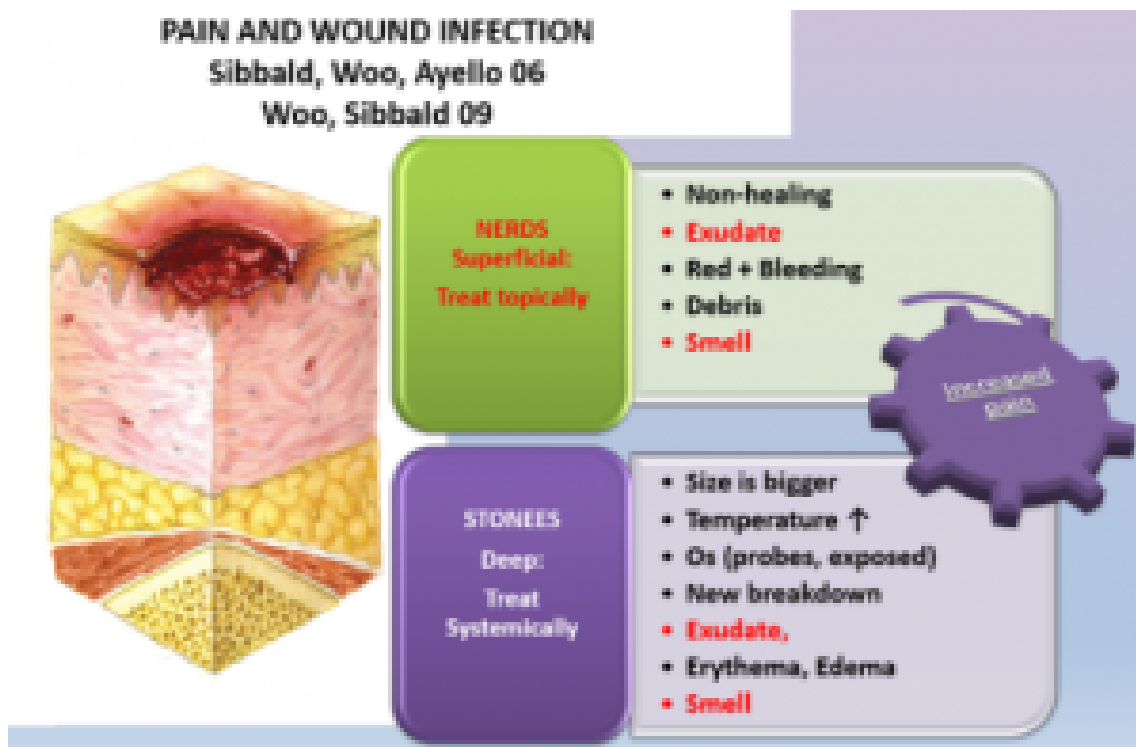 PAIN AND WOUND INFECTION
Sibbald, Woo, Ayello 06
Woo, Sibbald 09
NERDS
Superficial:
Treat topically
• Non-healing
• Exudate
• Red + Bleeding
• Debris
• Smell
Increased
pain
STONEES
Deep:
Treat
Systemically
• Size is bigger
• Temperature ↑
• Os (probes, exposed)
• New breakdown
• Exudate,
• Erythema, Edema
• Smell